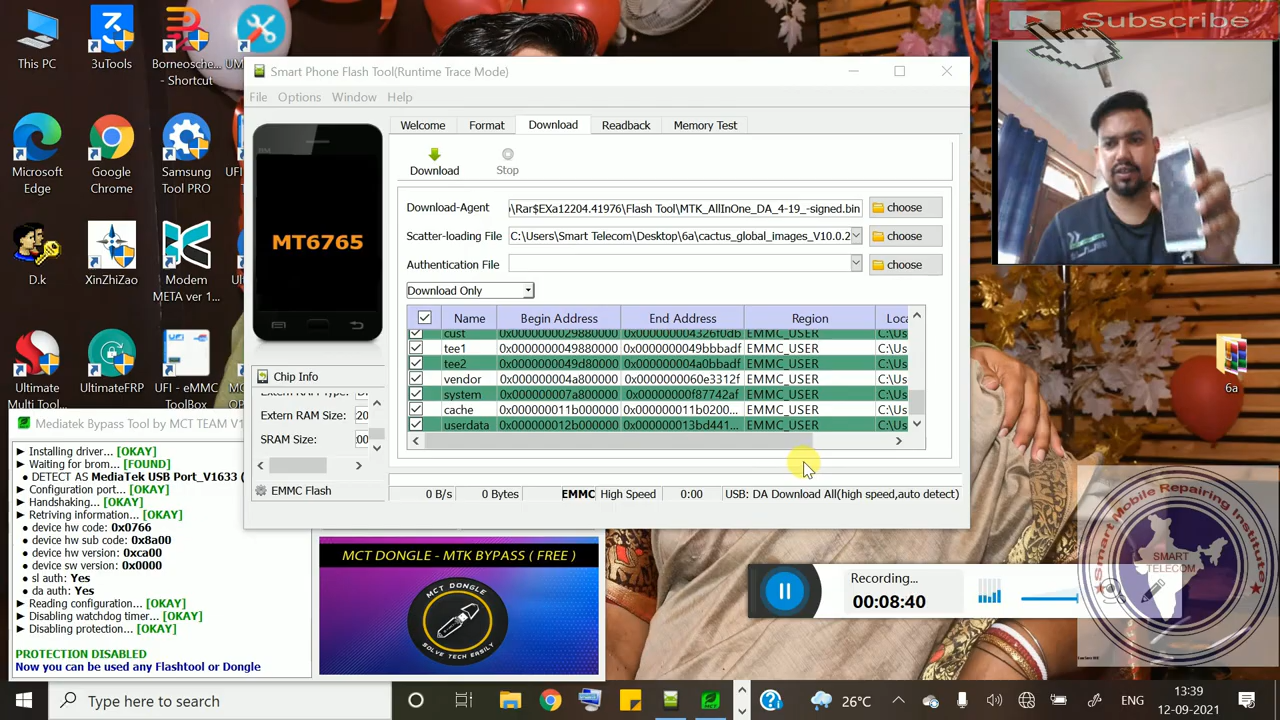 Subscribe
This PC
3uTools
Borneosche...
- Shortcut
Microsoft
Edge
Google
Chrome
Samsung
Tool PRO
D.k
XinZhiZao
Modem
META ver 1...
Ultimate
Multi Tool...
UltimateFRP
UFI - eMMC
ToolBox
6a
Smart Phone Flash Tool(Runtime Trace Mode)
File Options Window Help
Welcome Format Download Readback Memory Test
Download Stop
MT6765
Download-Agent \Rar$EXa12204.41976\Flash Tool\MTK_AllInOne_DA_4-19_-signed.bin choose
Scatter-loading File C:\Users\Smart Telecom\Desktop\6a\cactus_global_images_V10.0.2 choose
Authentication File choose
Download Only
Name Begin Address End Address Region Loca
cust 0x0000000029880000 0x000000004326f0db EMMC_USER C:\Us
tee1 0x0000000049880000 0x0000000049bbbadf EMMC_USER C:\Us
tee2 0x0000000049d80000 0x000000004a0bbadf EMMC_USER C:\Us
vendor 0x000000004a800000 0x0000000060e3312f EMMC_USER C:\Us
system 0x000000007a800000 0x00000000f87742af EMMC_USER C:\Us
cache 0x000000011b000000 0x000000011b0200... EMMC_USER C:\Us
userdata 0x000000012b000000 0x000000013bd441... EMMC_USER C:\Us
Chip Info
Extern RAM Size:
SRAM Size:
EMMC Flash
0 B/s 0 Bytes EMMC High Speed 0:00 USB: DA Download All(high speed,auto detect)
Mediatek Bypass Tool by MCT TEAM V1
► Installing driver... [OKAY]
► Waiting for brom... [FOUND]
• DETECT AS MediaTek USB Port_V1633 (
► Configuration port... [OKAY]
► Handshaking... [OKAY]
► Retriving information... [OKAY]
• device hw code: 0x0766
• device hw sub code: 0x8a00
• device hw version: 0xca00
• device sw version: 0x0000
• sl auth: Yes
• da auth: Yes
► Reading configuration... [OKAY]
► Disabling watchdog timer... [OKAY]
► Disabling protection... [OKAY]
PROTECTION DISABLED
Now you can be used any Flashtool or Dongle
MCT DONGLE - MTK BYPASS ( FREE )
MCT DONGLE
SOLVE TECH EASILY
Recording...
00:08:40
Smart Mobile Repairing Institute
SMART
TELECOM
Type here to search
26°C
ENG
13:39
12-09-2021